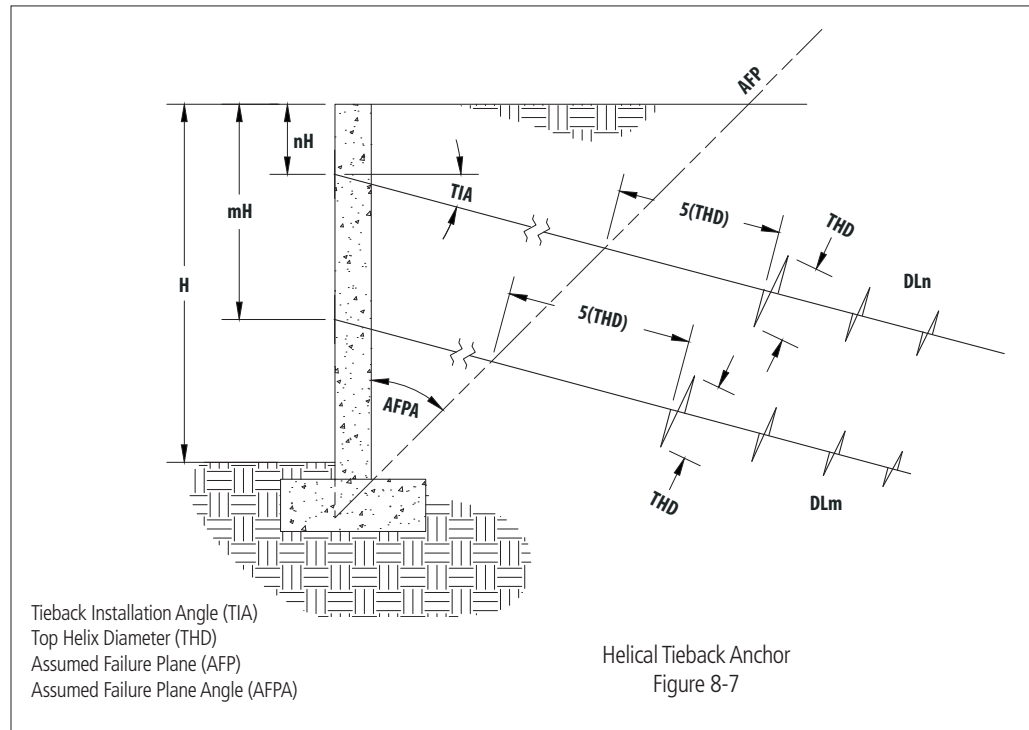 AFP
nH
TIA
mH
5(THD)
THD
DLn
H
5(THD)
AFPA
THD
DLm
Tieback Installation Angle (TIA)
Top Helix Diameter (THD)
Assumed Failure Plane (AFP)
Assumed Failure Plane Angle (AFPA)
Helical Tieback Anchor
Figure 8-7